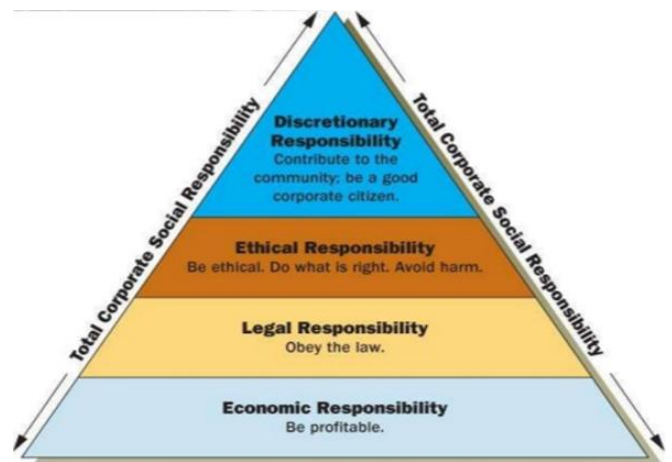 Total Corporate Social Responsibility
Total Corporate Social Responsibility
Discretionary
Responsibility
Contribute to the
community; be a good
corporate citizen.
Ethical Responsibility
Be ethical. Do what is right. Avoid harm.
Legal Responsibility
Obey the law.
Economic Responsibility
Be profitable.